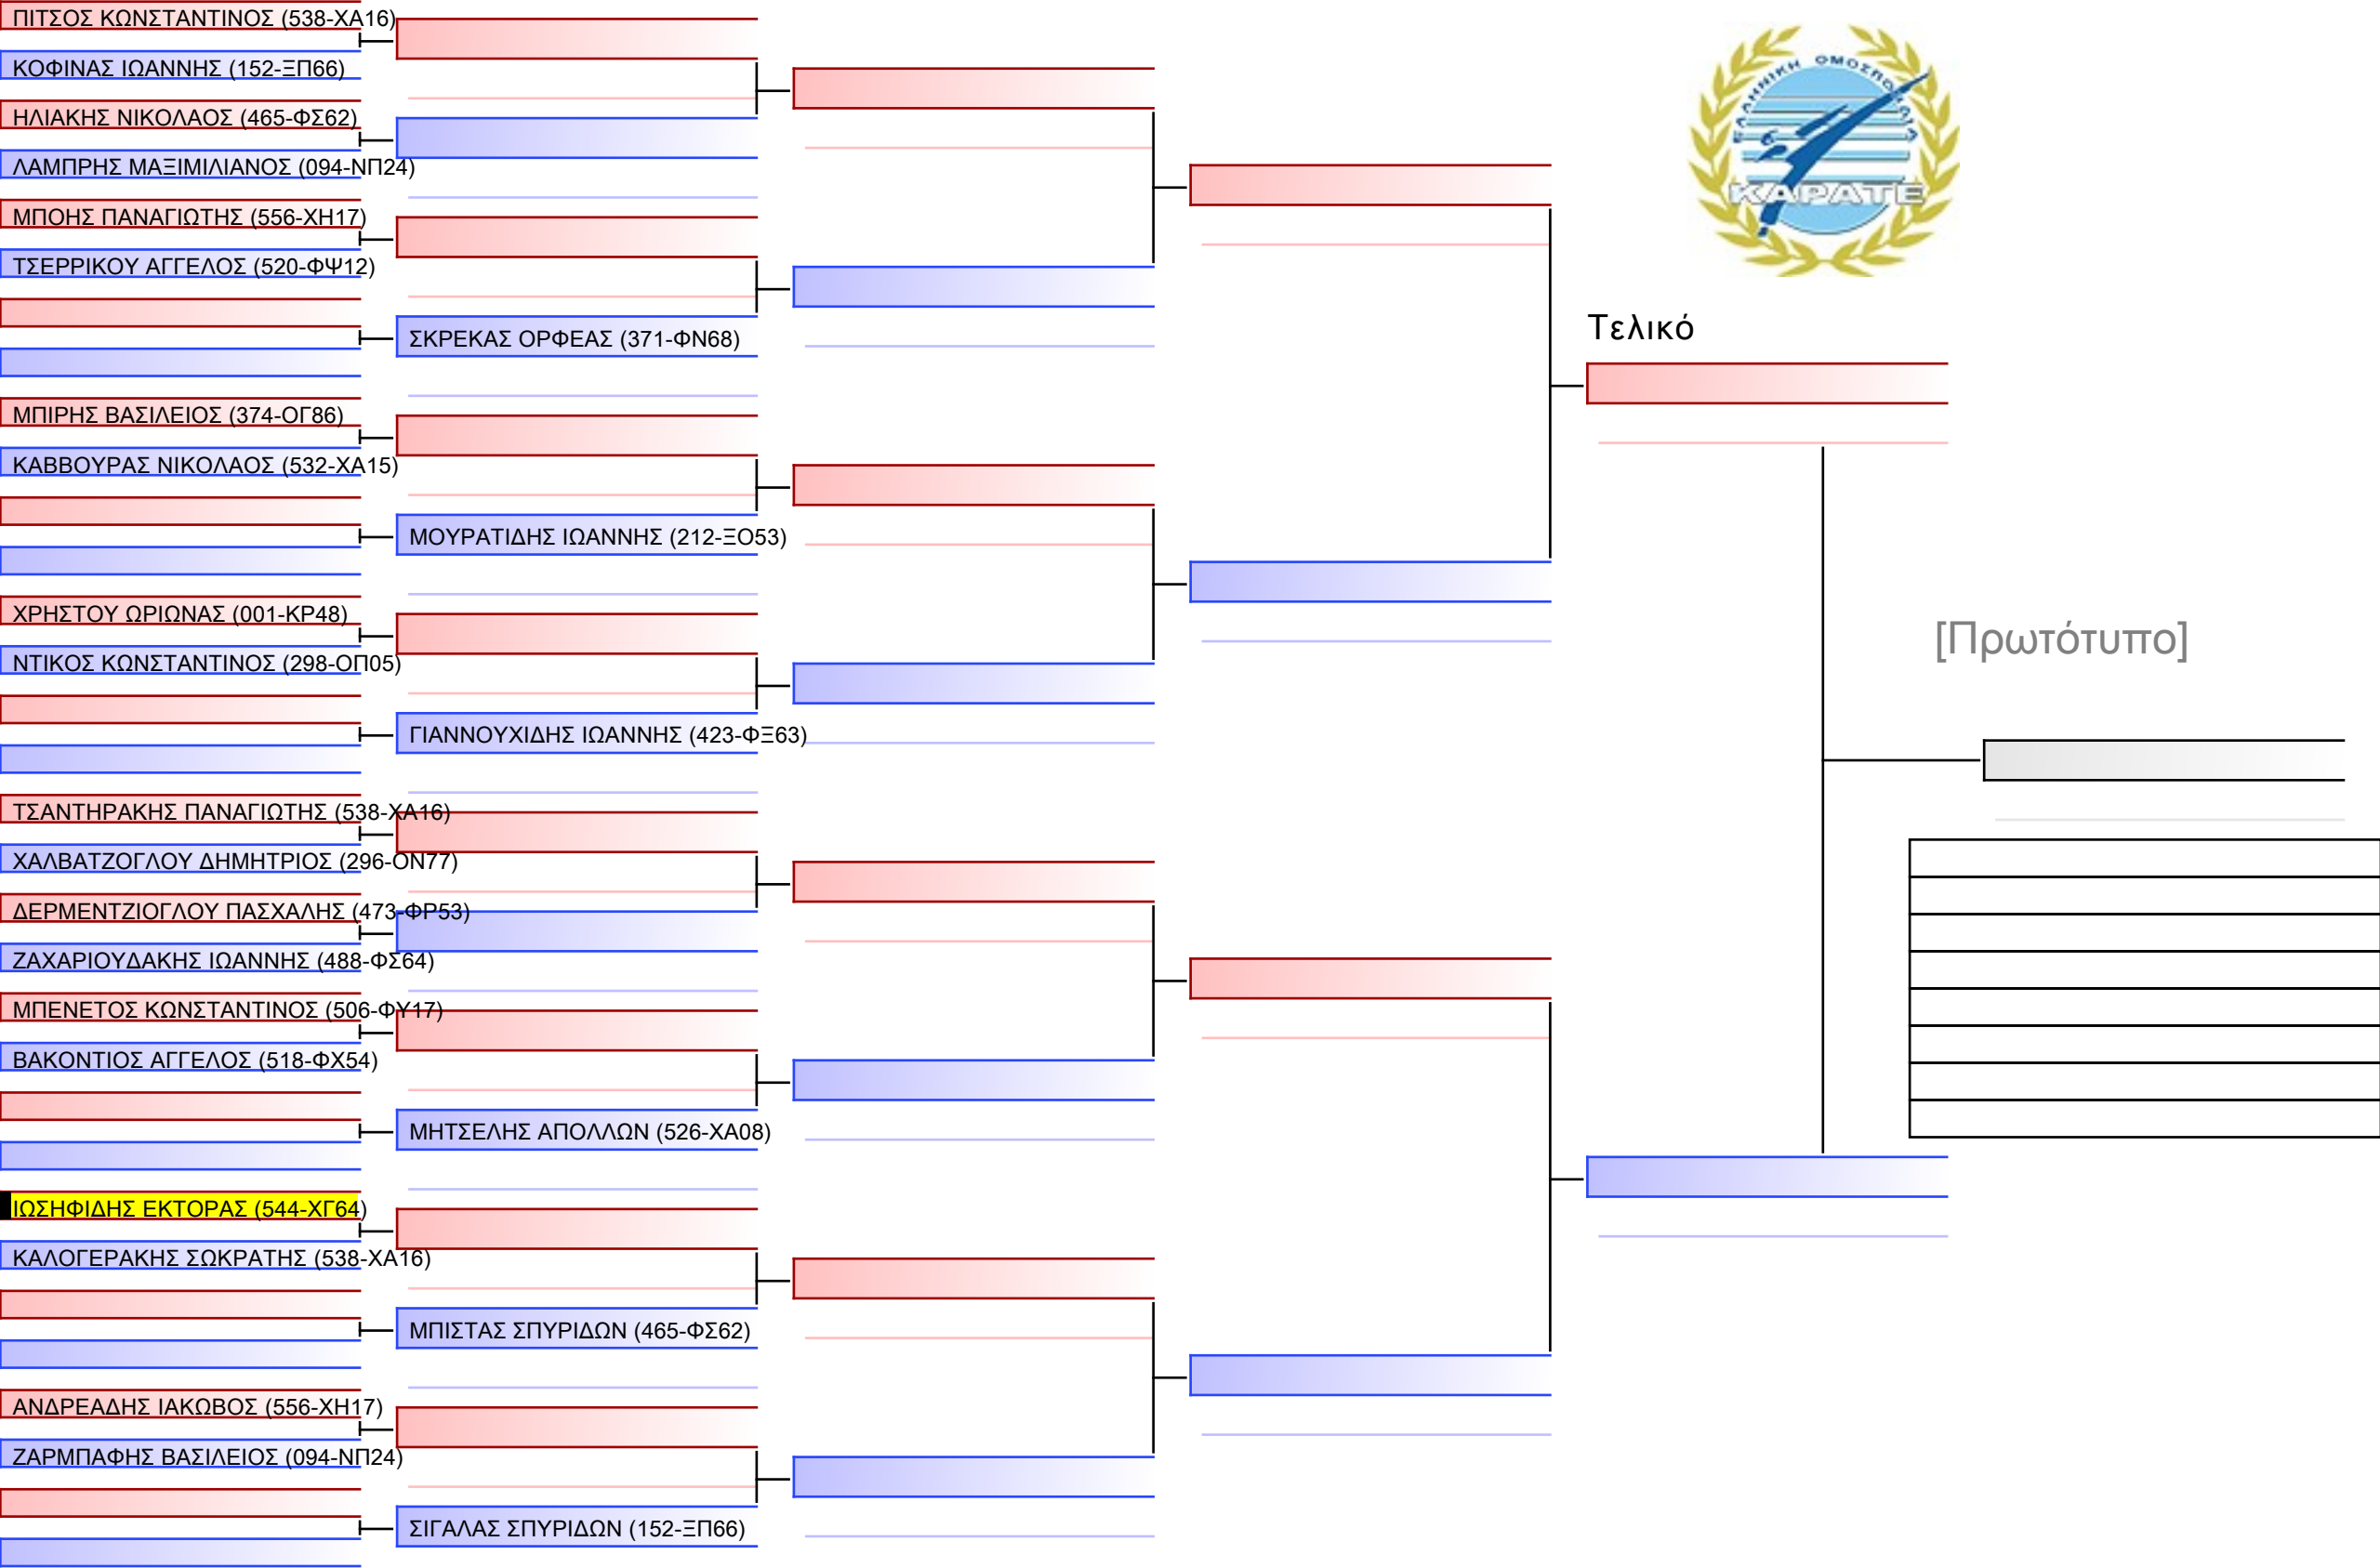 ΠΙΤΣΟΣ ΚΩΝΣΤΑΝΤΙΝΟΣ (538-ΧΑ16)
ΚΟΦΙΝΑΣ ΙΩΑΝΝΗΣ (152-ΞΠ66)
ΗΛΙΑΚΗΣ ΝΙΚΟΛΑΟΣ (465-ΦΣ62)
ΛΑΜΠΡΗΣ ΜΑΞΙΜΙΛΙΑΝΟΣ (094-ΝΠ24)
ΜΠΟΗΣ ΠΑΝΑΓΙΩΤΗΣ (556-ΧΗ17)
ΤΣΕΡΡΙΚΟΥ ΑΓΓΕΛΟΣ (520-ΦΨ12)
ΜΠΙΡΗΣ ΒΑΣΙΛΕΙΟΣ (374-ΟΓ86)
ΚΑΒΒΟΥΡΑΣ ΝΙΚΟΛΑΟΣ (532-ΧΑ15)
ΧΡΗΣΤΟΥ ΩΡΙΩΝΑΣ (001-ΚΡ48)
ΝΤΙΚΟΣ ΚΩΝΣΤΑΝΤΙΝΟΣ (298-ΟΠ05)
ΤΣΑΝΤΗΡΑΚΗΣ ΠΑΝΑΓΙΩΤΗΣ (538-ΧΑ16)
ΧΑΛΒΑΤΖΟΓΛΟΥ ΔΗΜΗΤΡΙΟΣ (296-ΟΝ77)
ΔΕΡΜΕΝΤΖΙΟΓΛΟΥ ΠΑΣΧΑΛΗΣ (473-ΦΡ53)
ΖΑΧΑΡΙΟΥΔΑΚΗΣ ΙΩΑΝΝΗΣ (488-ΦΣ64)
ΜΠΕΝΕΤΟΣ ΚΩΝΣΤΑΝΤΙΝΟΣ (506-ΦΥ17)
ΒΑΚΟΝΤΙΟΣ ΑΓΓΕΛΟΣ (518-ΦΧ54)
ΙΩΣΗΦΙΔΗΣ ΕΚΤΟΡΑΣ (544-ΧΓ64)
ΚΑΛΟΓΕΡΑΚΗΣ ΣΩΚΡΑΤΗΣ (538-ΧΑ16)
ΑΝΔΡΕΑΔΗΣ ΙΑΚΩΒΟΣ (556-ΧΗ17)
ΖΑΡΜΠΑΦΗΣ ΒΑΣΙΛΕΙΟΣ (094-ΝΠ24)
ΣΚΡΕΚΑΣ ΟΡΦΕΑΣ (371-ΦΝ68)
ΜΟΥΡΑΤΙΔΗΣ ΙΩΑΝΝΗΣ (212-ΞΟ53)
ΓΙΑΝΝΟΥΧΙΔΗΣ ΙΩΑΝΝΗΣ (423-ΦΞ63)
ΜΗΤΣΕΛΗΣ ΑΠΟΛΛΩΝ (526-ΧΑ08)
ΜΠΙΣΤΑΣ ΣΠΥΡΙΔΩΝ (465-ΦΣ62)
ΣΙΓΑΛΑΣ ΣΠΥΡΙΔΩΝ (152-ΞΠ66)
ΕΛΛΗΝΙΚΗ ΟΜΟΣΠΟΝΔΙΑ
ΚΑΡΑΤΕ
Τελικό
[Πρωτότυπο]